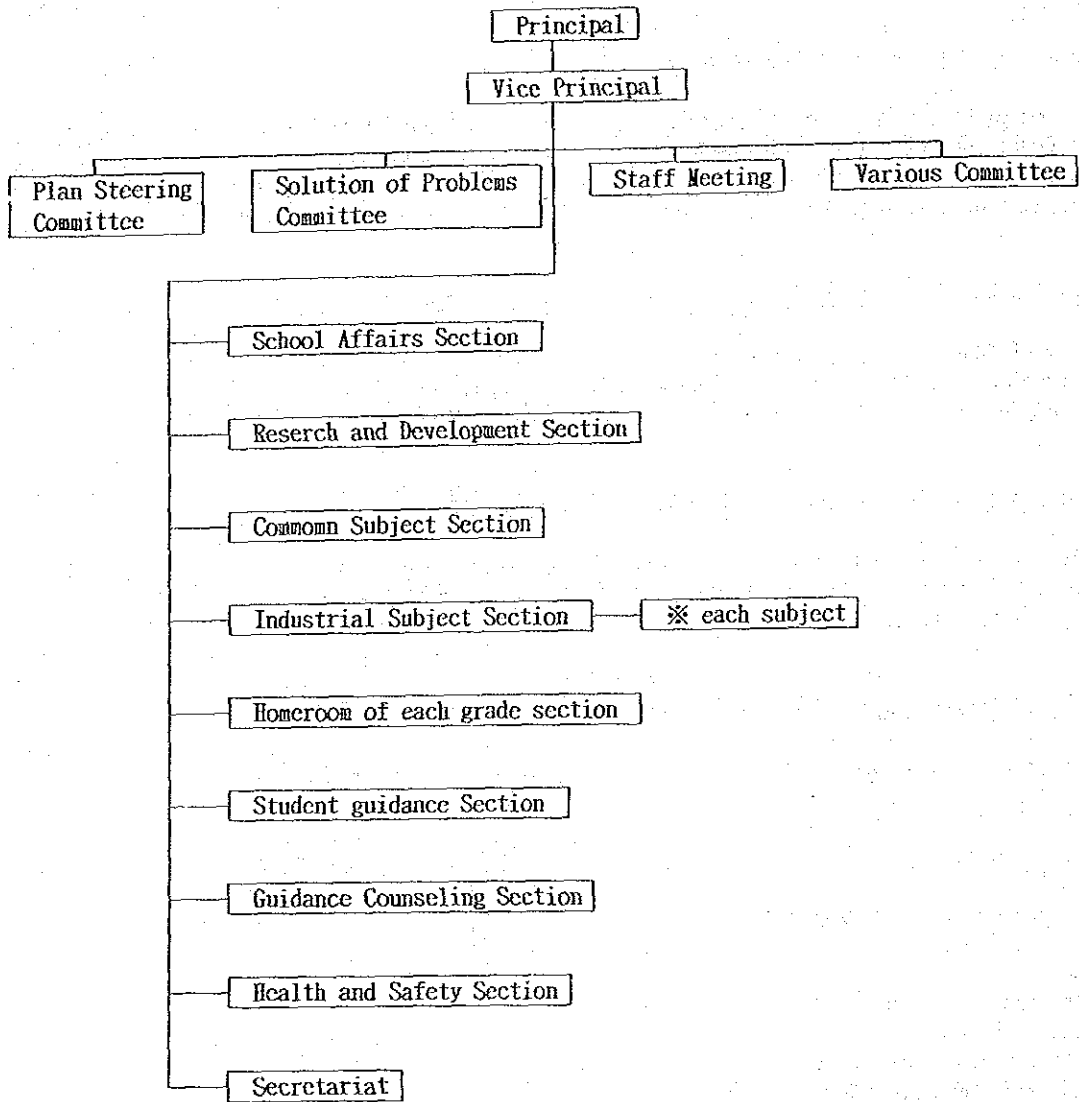 Principal
Vice Principal
Plan Steering
Committee
Solution of Problems
Committee
Staff Meeting
Various Committee
School Affairs Section
Reserch and Development Section
Commomn Subject Section
Industrial Subject Section
※ each subject
Homeroom of each grade section
Student guidance Section
Guidance Counseling Section
Health and Safety Section
Secretariat